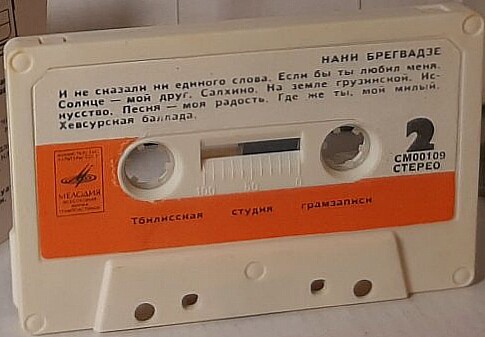 НАНИ БРЕГВАДЗЕ
И не сказали ни единого слова. Если бы ты любил меня.
Солнце — мой друг. Салхино. На земле грузинской. Ис-
кусство. Песня — моя радость. Где же ты, мой милый.
Хевсурская баллада.
2
СМ00109
СТЕРЕО
МЕЛОДИЯ
100 50 0
Тбилисская студия грамзаписи